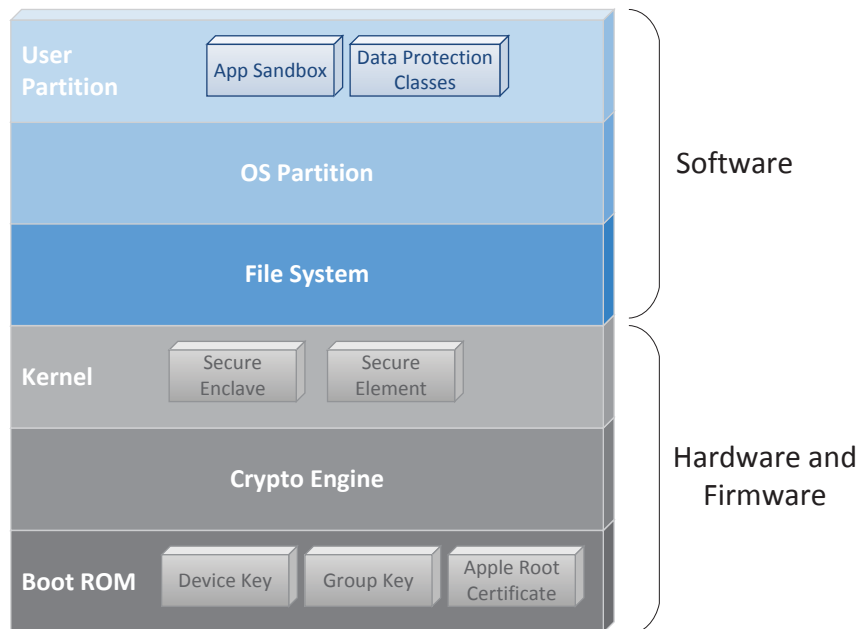 User
Partition
App Sandbox
Data Protection
Classes
OS Partition
File System
Software
Kernel
Secure
Enclave
Secure
Element
Crypto Engine
Hardware and
Firmware
Boot ROM
Device Key
Group Key
Apple Root
Certificate